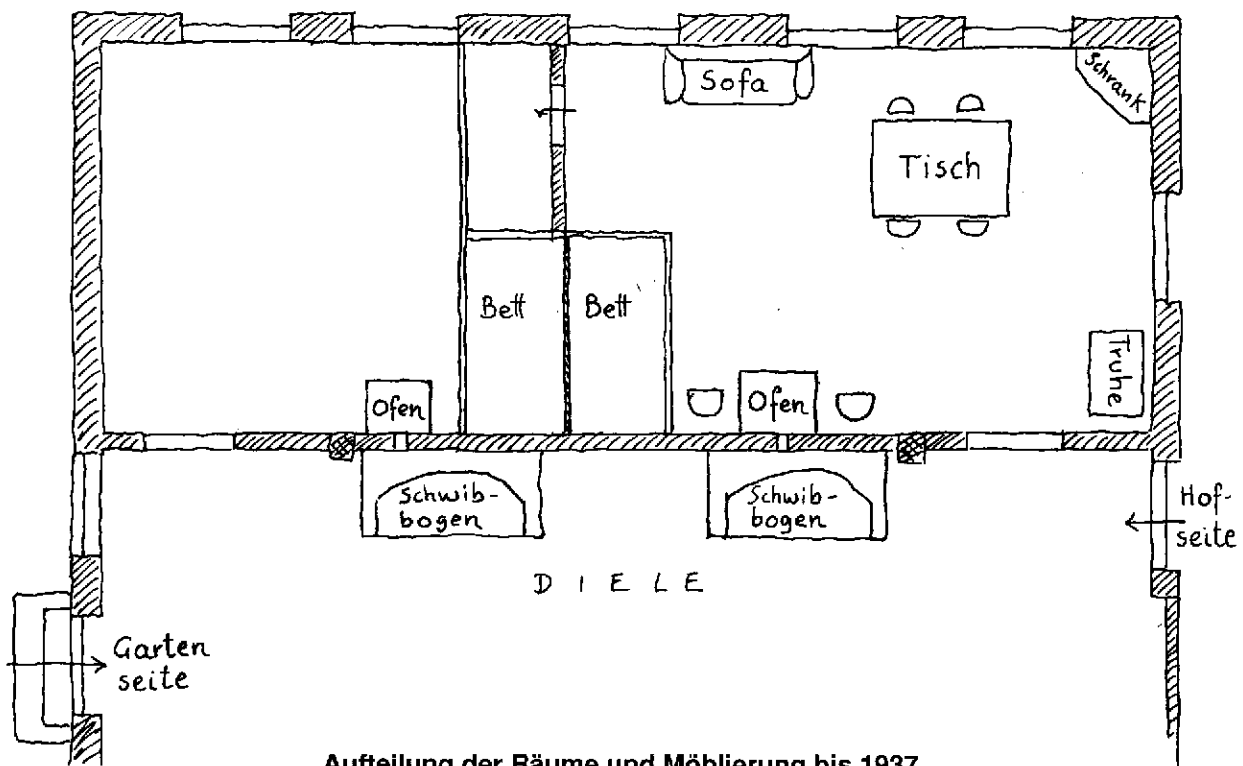 Sofa
Schrank
Tisch
Bett
Bett
Truhe
Ofen
Ofen
Schwib-
bogen
Schwib-
bogen
Hof-
seite
DIELE
Garten
seite
Aufteilung der Räume und Möblierung bis 1937